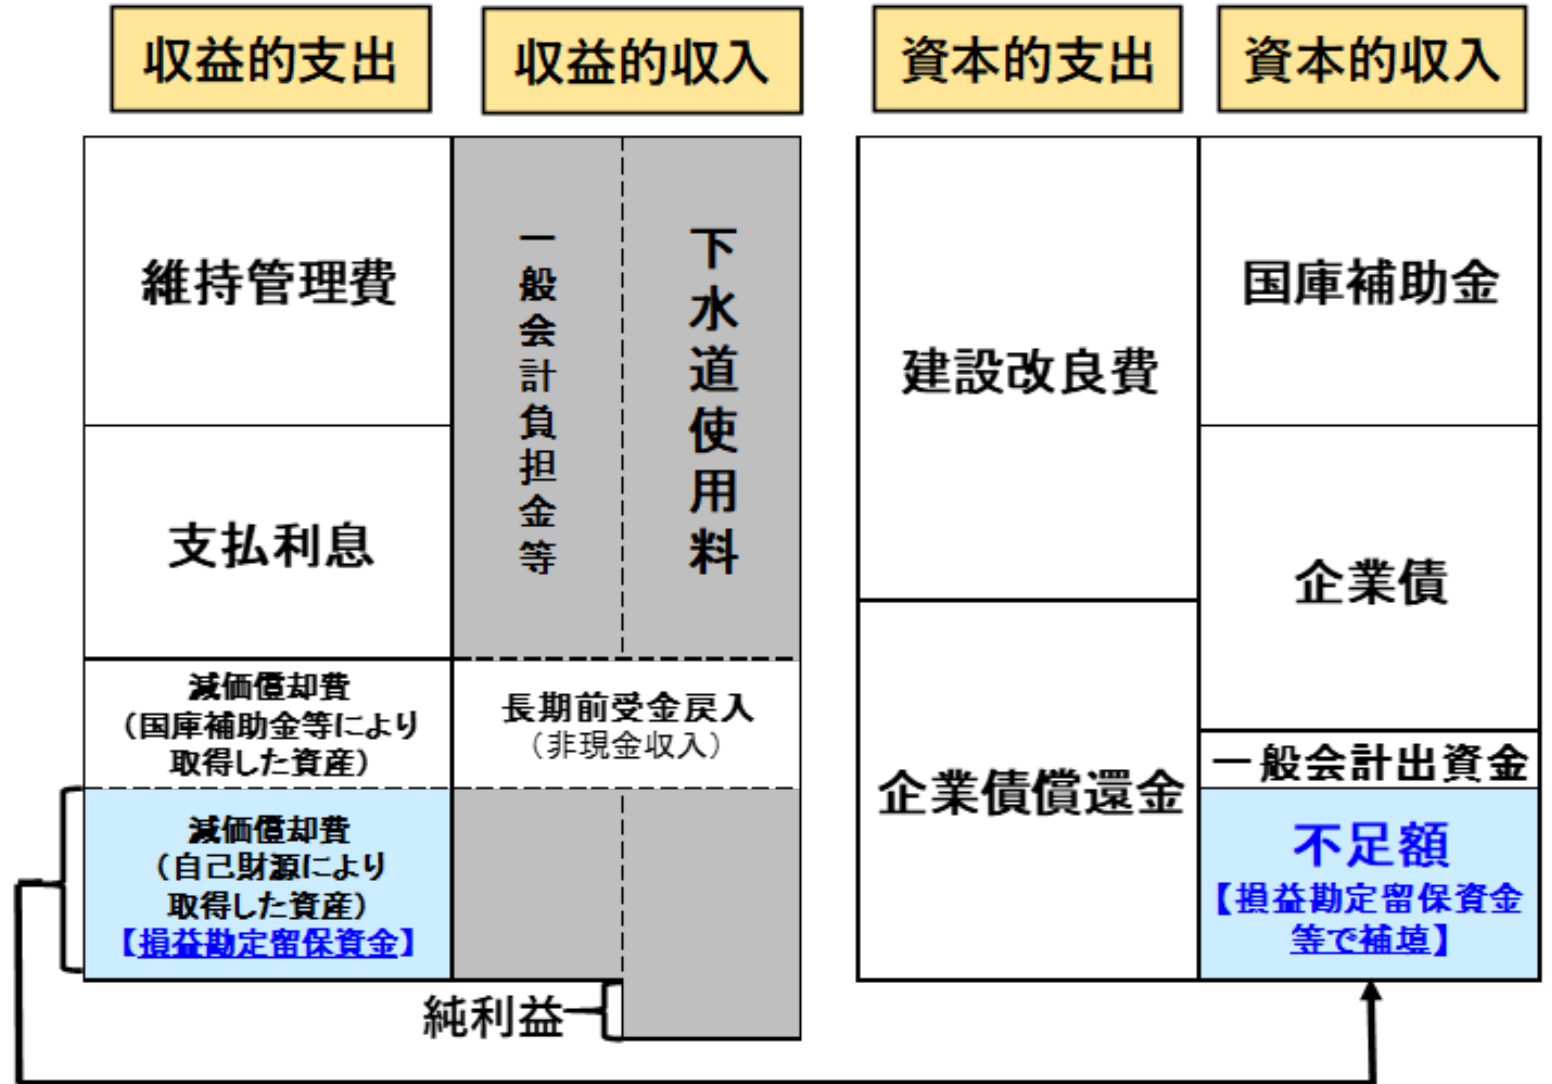 収益的支出
収益的収入
資本的支出
資本的収入
維持管理費
支払利息
減価償却費
（国庫補助金等により
取得した資産）
減価償却費
（自己財源により
取得した資産）
【損益勘定留保資金】
一般会計負担金等
下水道使用料
長期前受金戻入
（非現金収入）
純利益
建設改良費
企業債償還金
国庫補助金
企業債
一般会計出資金
不足額
【損益勘定留保資金
等で補填】